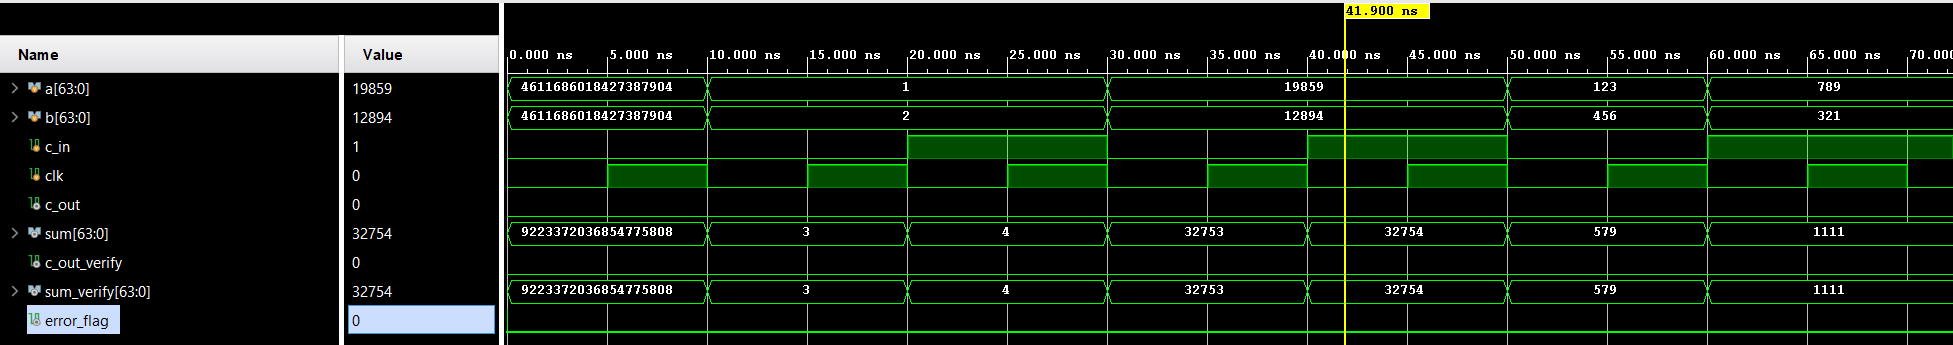 41.900 ns
Name Value
0.000 ns 5.000 ns 10.000 ns 15.000 ns 20.000 ns 25.000 ns 30.000 ns 35.000 ns 40.000 ns 45.000 ns 50.000 ns 55.000 ns 60.000 ns 65.000 ns 70.000
a[63:0] 19859 4611686018427387904 1 19859 123 789
b[63:0] 12894 4611686018427387904 2 12894 456 321
c_in 1
clk 0
c_out 0
sum[63:0] 32754 9223372036854775808 3 4 32753 32754 579 1111
c_out_verify 0
sum_verify[63:0] 32754 9223372036854775808 3 4 32753 32754 579 1111
error_flag 0